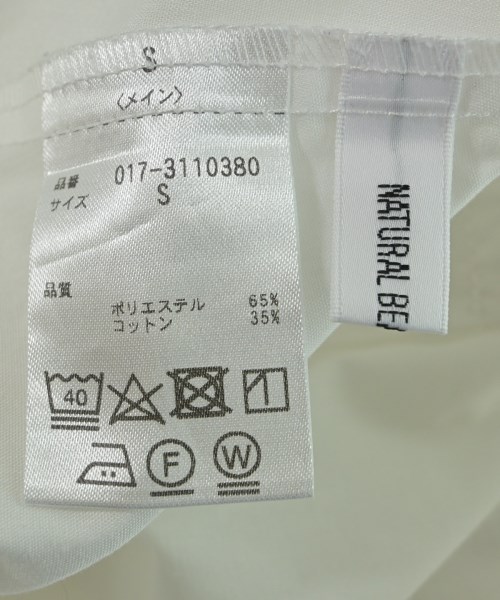 S
〈メイン〉
品番 017-3110380
サイズ S
品質
ポリエステル 65%
コットン 35%
40
F W
NATURAL BEA